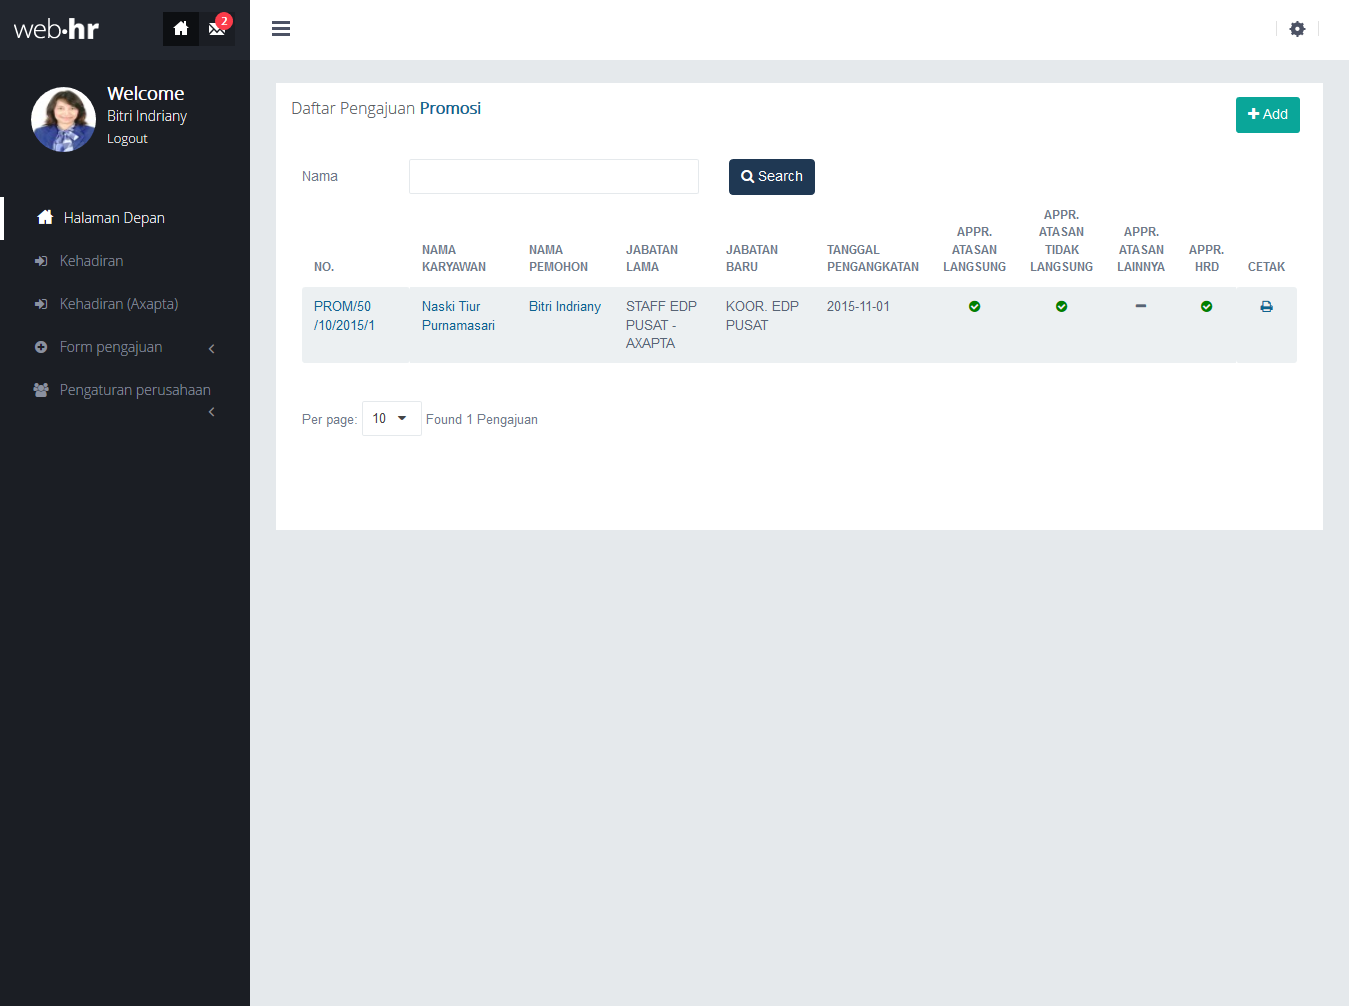 web·hr
2
Welcome
Bitri Indriany
Logout
Halaman Depan
Kehadiran
Kehadiran (Axapta)
Form pengajuan
Pengaturan perusahaan
Daftar Pengajuan Promosi
Add
Nama
Search
NO.
NAMA
KARYAWAN
NAMA
PEMOHON
JABATAN
LAMA
JABATAN
BARU
TANGGAL
PENGANGKATAN
APPR.
ATASAN
LANGSUNG
APPR.
ATASAN
TIDAK
LANGSUNG
APPR.
ATASAN
LAINNYA
APPR.
HRD
CETAK
PROM/50
/10/2015/1
Naski Tiur
Purnamasari
Bitri Indriany
STAFF EDP
PUSAT -
AXAPTA
KOOR. EDP
PUSAT
2015-11-01
Per page: 10 Found 1 Pengajuan